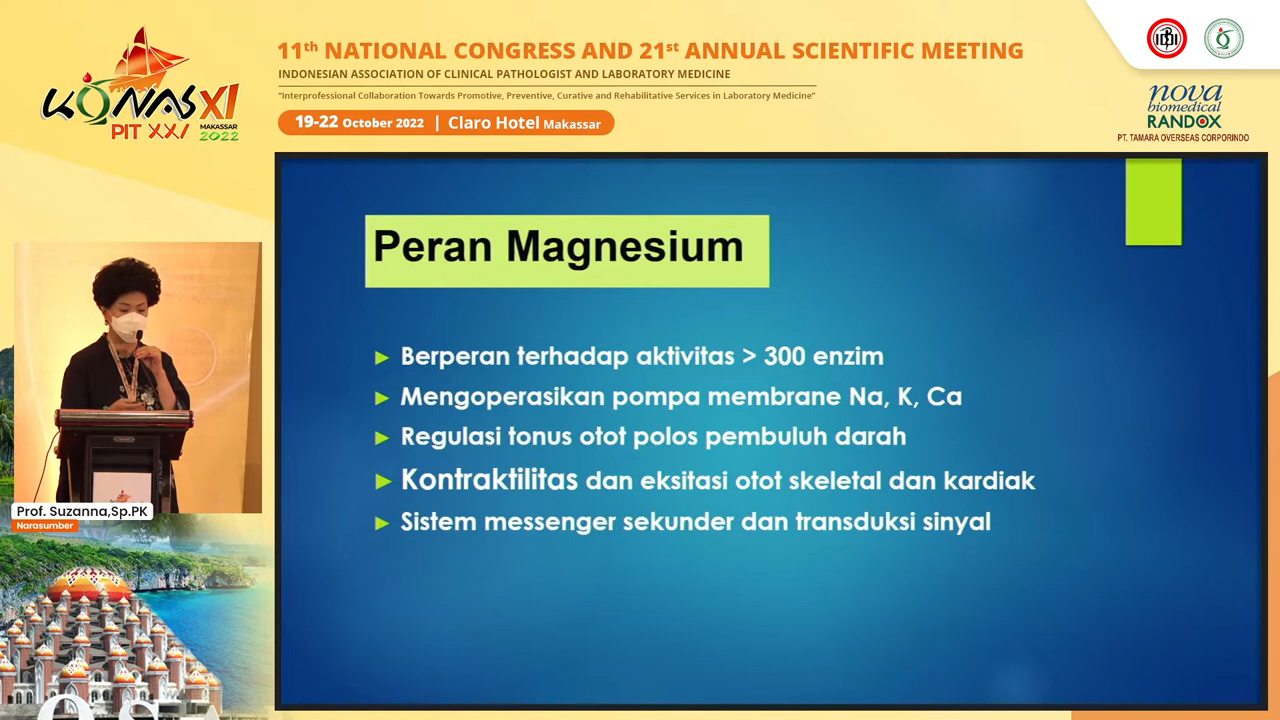 KONAS XI
PIT XXI
MAKASSAR
2022
11th NATIONAL CONGRESS AND 21st ANNUAL SCIENTIFIC MEETING
INDONESIAN ASSOCIATION OF CLINICAL PATHOLOGIST AND LABORATORY MEDICINE
"Interprofessional Collaboration Towards Promotive, Preventive, Curative and Rehabilitative Services in Laboratory Medicine"
19-22 October 2022 | Claro Hotel Makassar
nova
biomedical
RANDOX
PT. TAMARA OVERSEAS CORPORINDO
Peran Magnesium
► Berperan terhadap aktivitas > 300 enzim
► Mengoperasikan pompa membrane Na, K, Ca
► Regulasi tonus otot polos pembuluh darah
► Kontraktilitas dan eksitasi otot skeletal dan kardiak
► Sistem messenger sekunder dan transduksi sinyal
Prof. Suzanna,Sp.PK
Narasumber